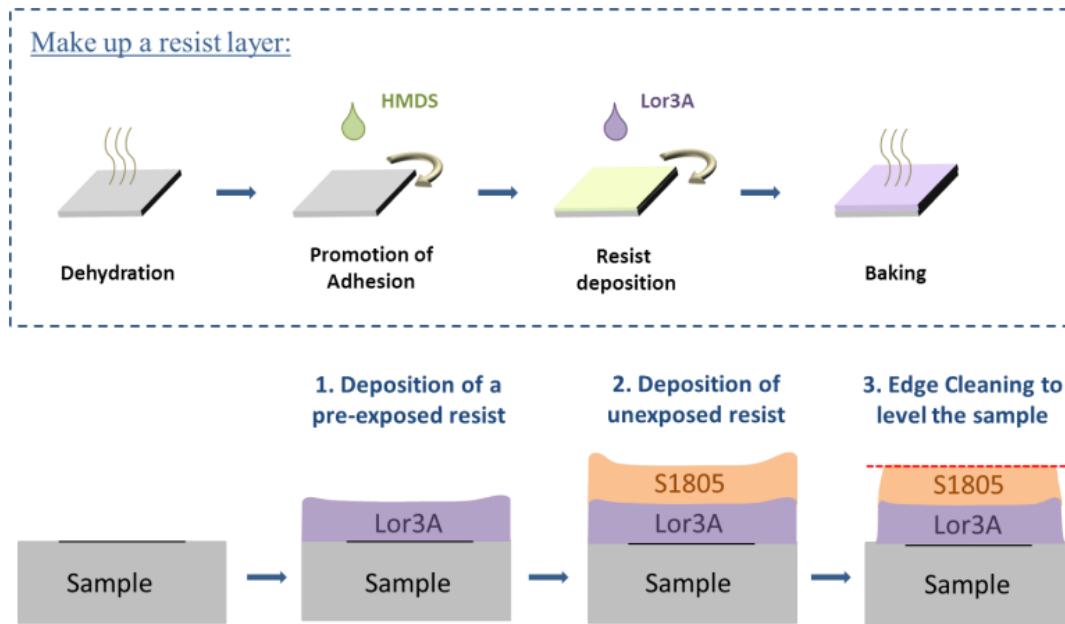 Make up a resist layer:
HMDS
Lor3A
Dehydration
Promotion of
Adhesion
Resist
deposition
Baking
1. Deposition of a
pre-exposed resist
2. Deposition of
unexposed resist
3. Edge Cleaning to
level the sample
Sample
Lor3A
Sample
S1805
Lor3A
Sample
S1805
Lor3A
Sample